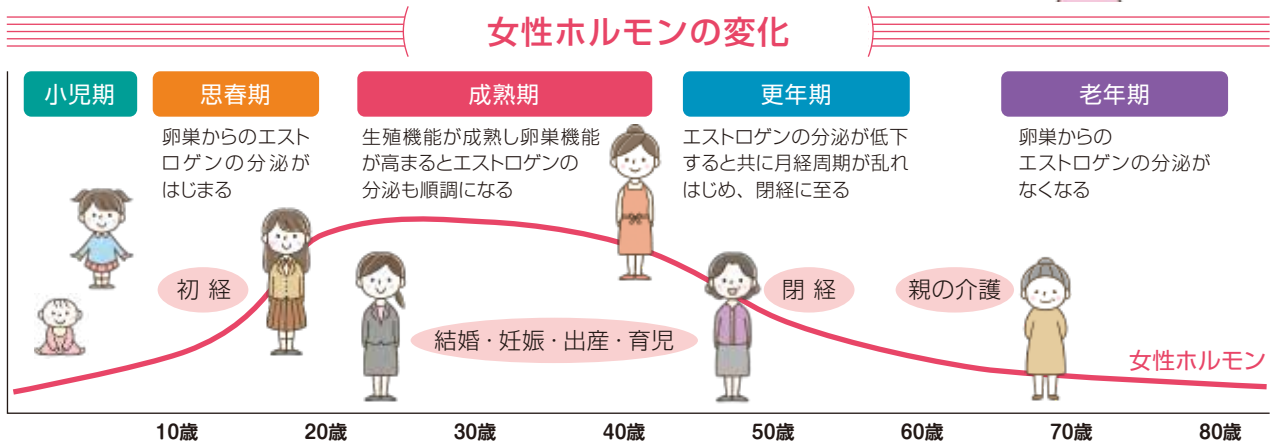 女性ホルモンの変化
小児期
思春期
卵巣からのエスト
ロゲンの分泌が
はじまる
成熟期
生殖機能が成熟し卵巣機能
が高まるとエストロゲンの
分泌も順調になる
更年期
エストロゲンの分泌が低下
すると共に月経周期が乱れ
はじめ、閉経に至る
老年期
卵巣からの
エストロゲンの分泌が
なくなる
初経
結婚・妊娠・出産・育児
閉経
親の介護
女性ホルモン
10歳
20歳
30歳
40歳
50歳
60歳
70歳
80歳